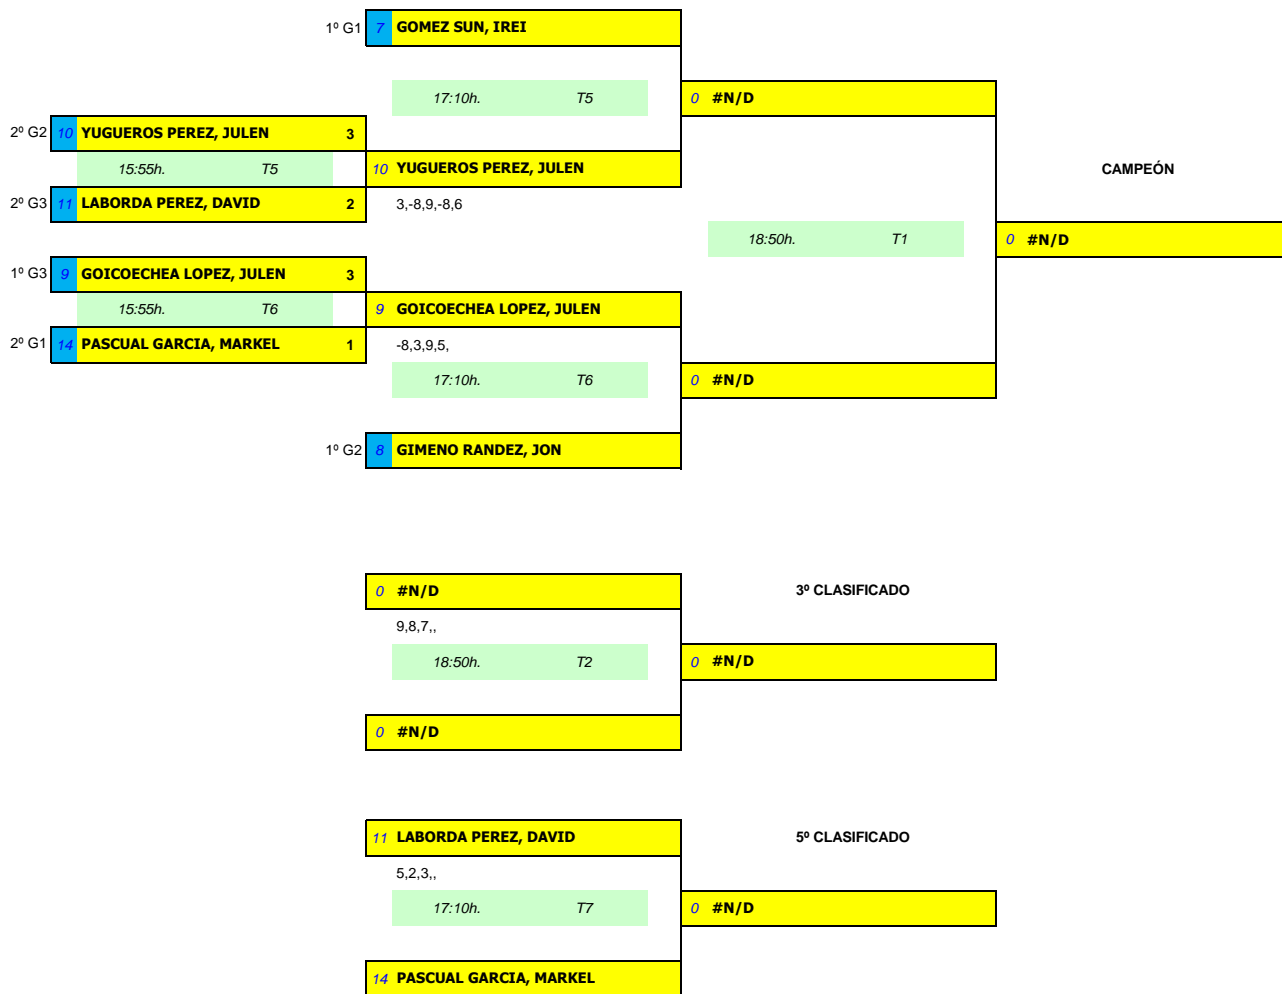 1º G1 7 GOMEZ SUN, IREI
17:10h. T5 0 #N/D
2º G2 10 YUGUEROS PEREZ, JULEN 3
15:55h. T5 10 YUGUEROS PEREZ, JULEN CAMPEÓN
2º G3 11 LABORDA PEREZ, DAVID 2 3,-8,9,-8,6
18:50h. T1 0 #N/D
1º G3 9 GOICOECHEA LOPEZ, JULEN 3
15:55h. T6 9 GOICOECHEA LOPEZ, JULEN
2º G1 14 PASCUAL GARCIA, MARKEL 1 -8,3,9,5,
17:10h. T6 0 #N/D
1º G2 8 GIMENO RANDEZ, JON
0 #N/D 3º CLASIFICADO
9,8,7,,
18:50h. T2 0 #N/D
0 #N/D
11 LABORDA PEREZ, DAVID 5º CLASIFICADO
5,2,3,,
17:10h. T7 0 #N/D
14 PASCUAL GARCIA, MARKEL